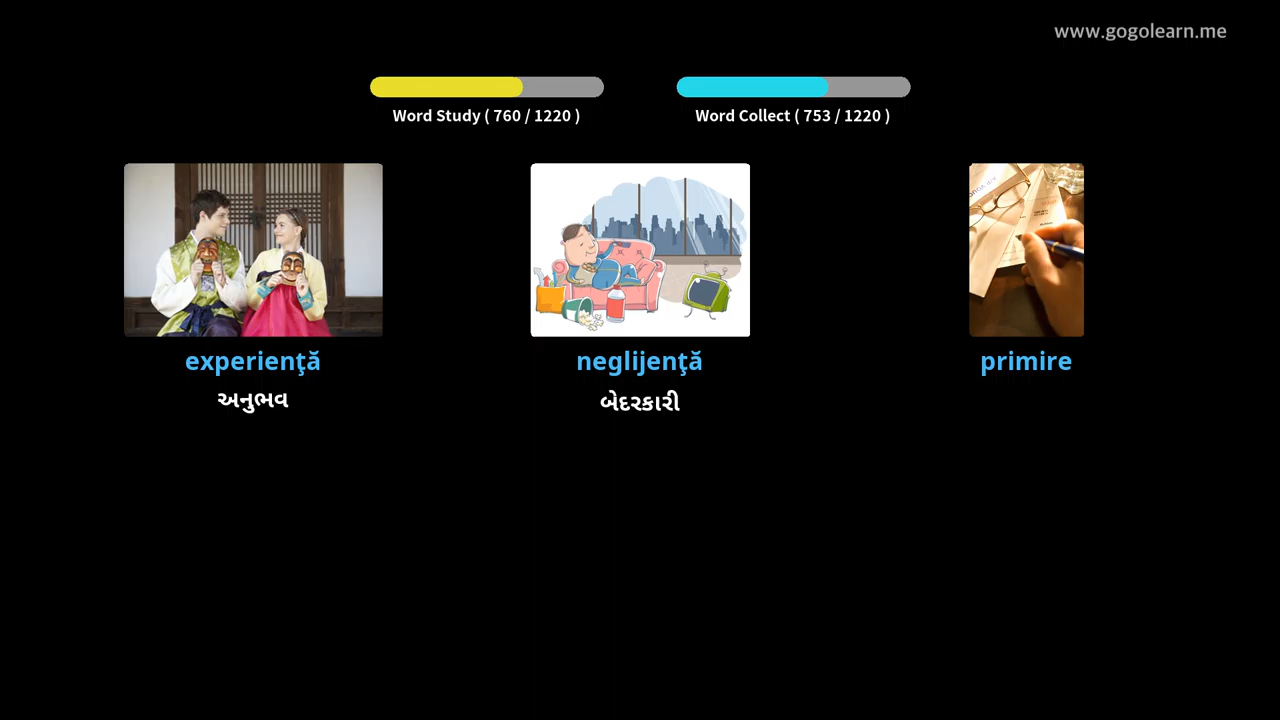 www.gogolearn.me
Word Study ( 760 / 1220 )
Word Collect ( 753 / 1220 )
experienţă
neglijenţă
primire
અનુભવ
બેદરકારી